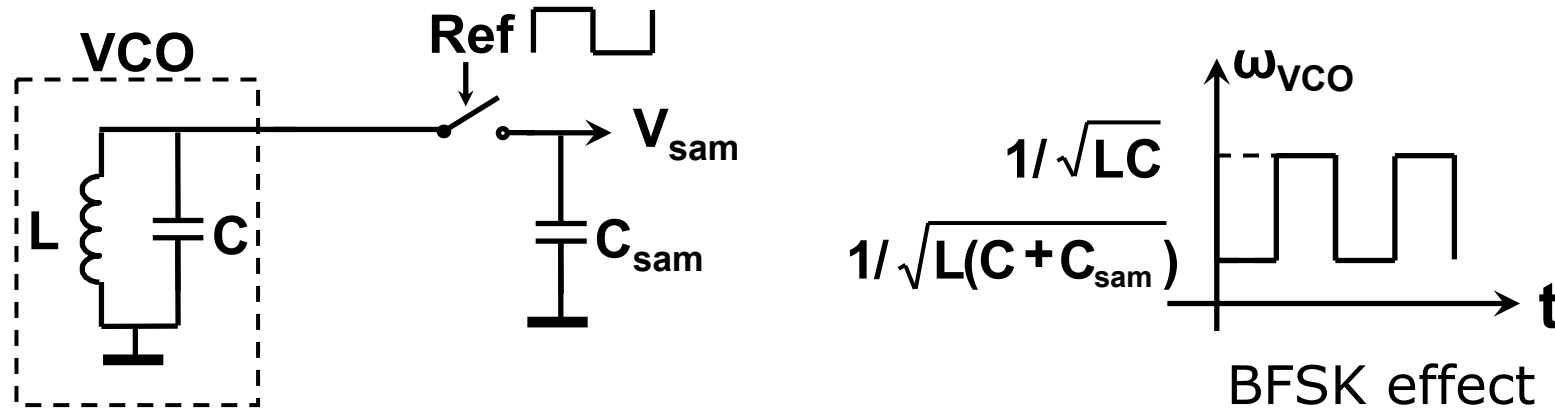 VCO
Ref
V_sam
L
C
C_sam
ω_VCO
1/√LC
1/√L(C+C_sam)
t
BFSK effect